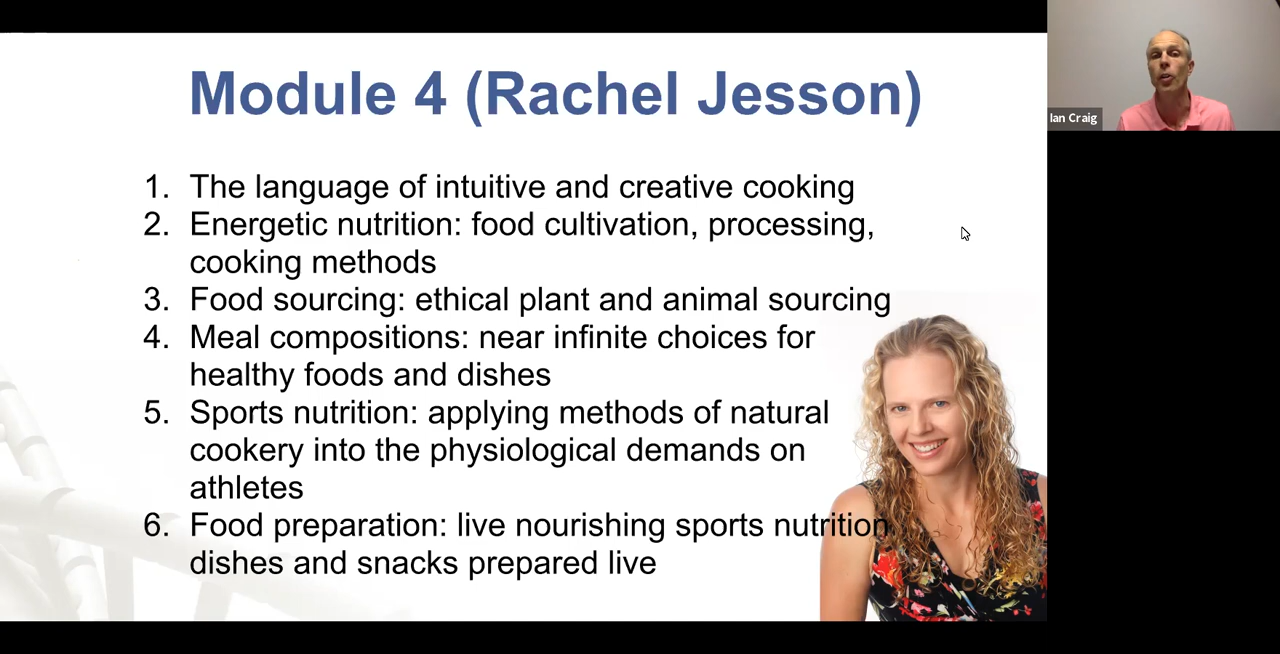 Module 4 (Rachel Jesson)
Ian Craig
1. The language of intuitive and creative cooking
2. Energetic nutrition: food cultivation, processing,
cooking methods
3. Food sourcing: ethical plant and animal sourcing
4. Meal compositions: near infinite choices for
healthy foods and dishes
5. Sports nutrition: applying methods of natural
cookery into the physiological demands on
athletes
6. Food preparation: live nourishing sports nutrition
dishes and snacks prepared live